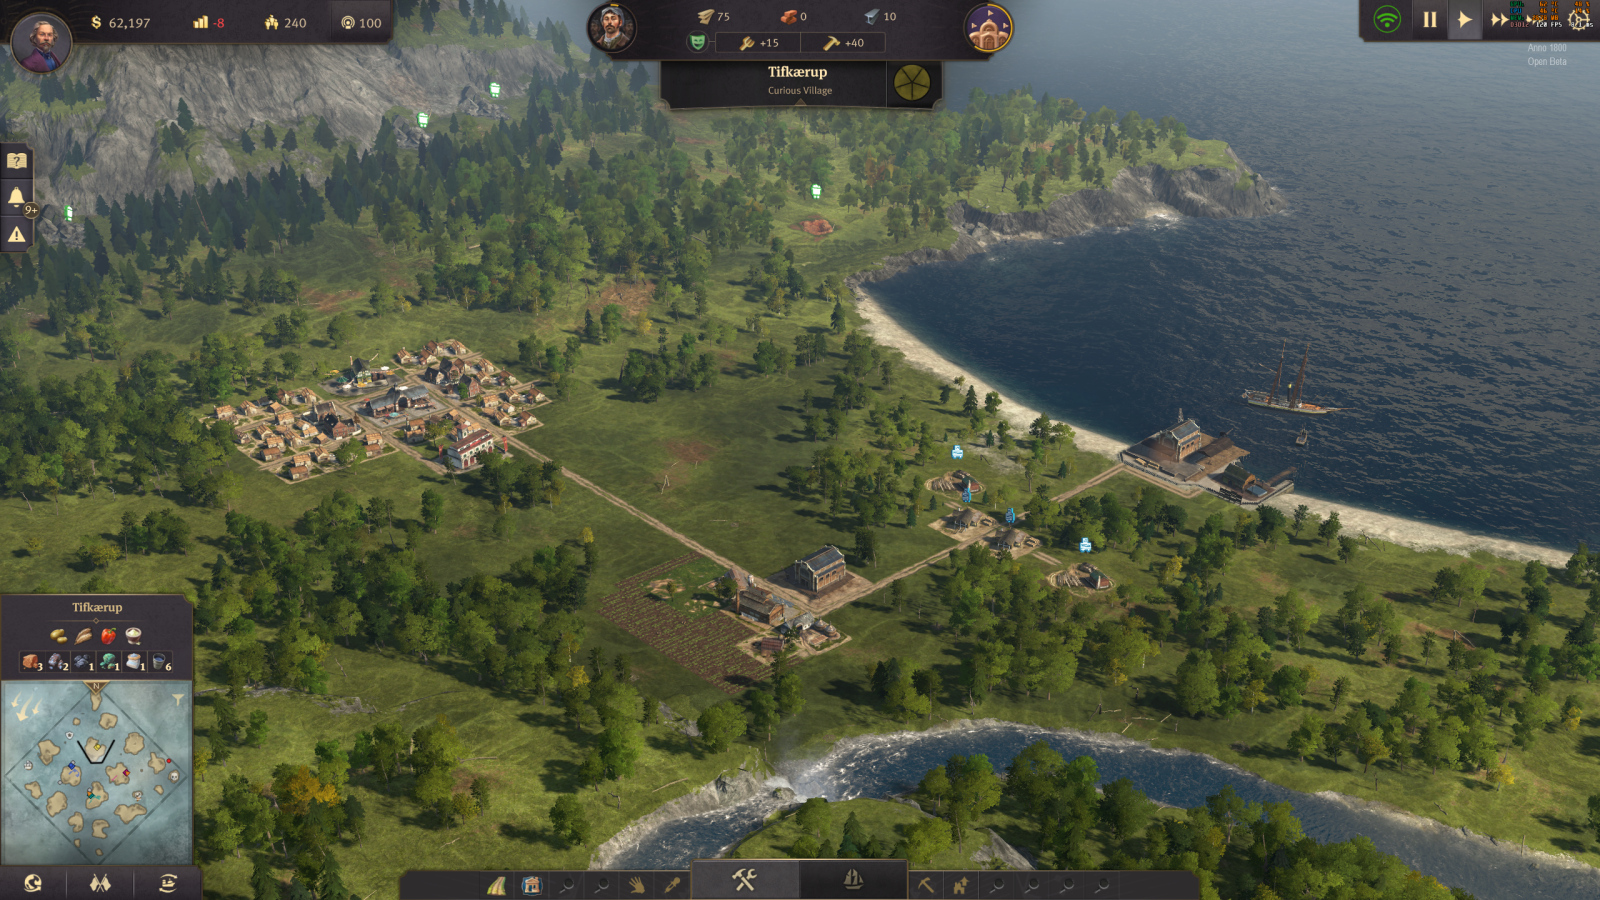 $ 62,197
-8
240
100
75
0
10
+15
+40
Tifkærup
Curious Village
Anno 1800
Open Beta
?
9+
Tifkærup
3
2
1
1
1
6
N